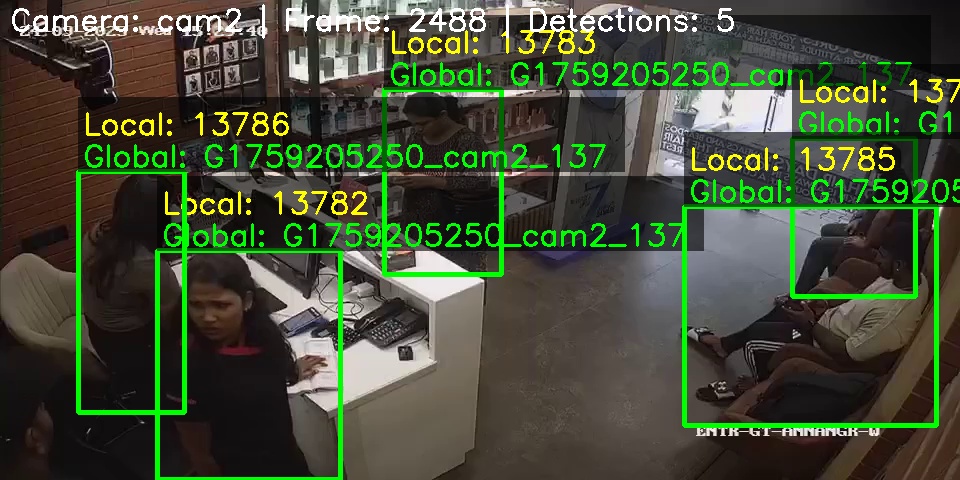 Camera: cam2 | Frame: 2488 | Detections: 5
Local: 13783
Global: G1759205250_cam2_137
Local: 137
Global: G1
Local: 13786
Global: G1759205250_cam2_137
Local: 13785
Global: G1759205
Local: 13782
Global: G1759205250_cam2_137
ENTR-GT-ANNANGR-W